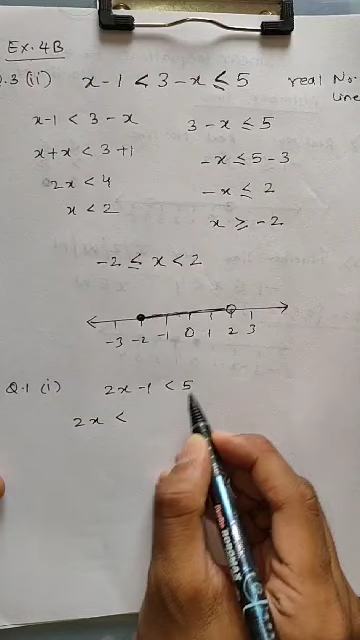 Ex. 4B
Q.3 (ii) x - 1 < 3 - x ≤ 5 real No. Line
x-1 < 3 - x 3 - x ≤ 5
x+x < 3+1 -x ≤ 5-3
2x < 4 -x ≤ 2
x < 2 x ≥ -2
-2 ≤ x < 2
-3 -2 -1 0 1 2 3
Q.1 (i) 2x - 1 < 5
2x <
ROBOMAX